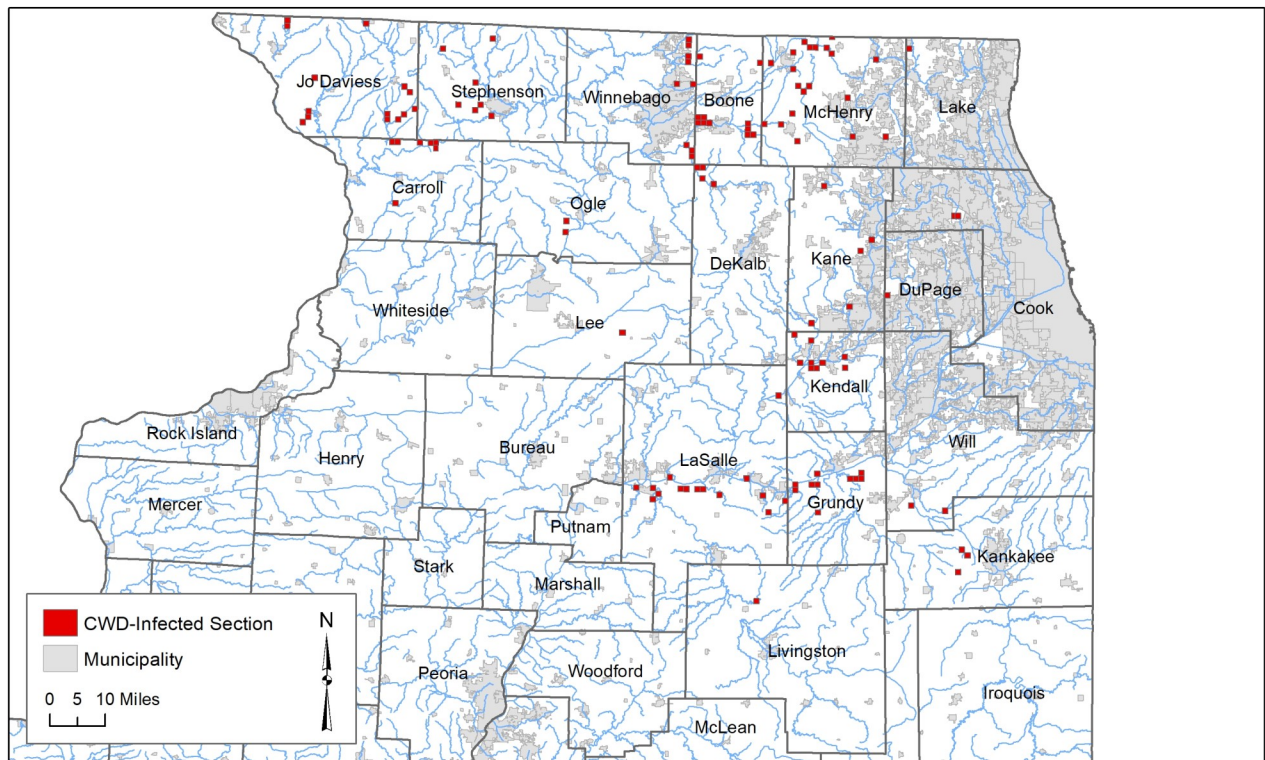 Jo Daviess
Stephenson
Winnebago
Boone
McHenry
Lake
Carroll
Ogle
DeKalb
Kane
DuPage
Cook
Whiteside
Lee
Kendall
Rock Island
Henry
Bureau
LaSalle
Will
Mercer
Putnam
Grundy
Stark
Marshall
Kankakee
Peoria
Woodford
Livingston
Iroquois
McLean
CWD-Infected Section
Municipality
0 5 10 Miles
N